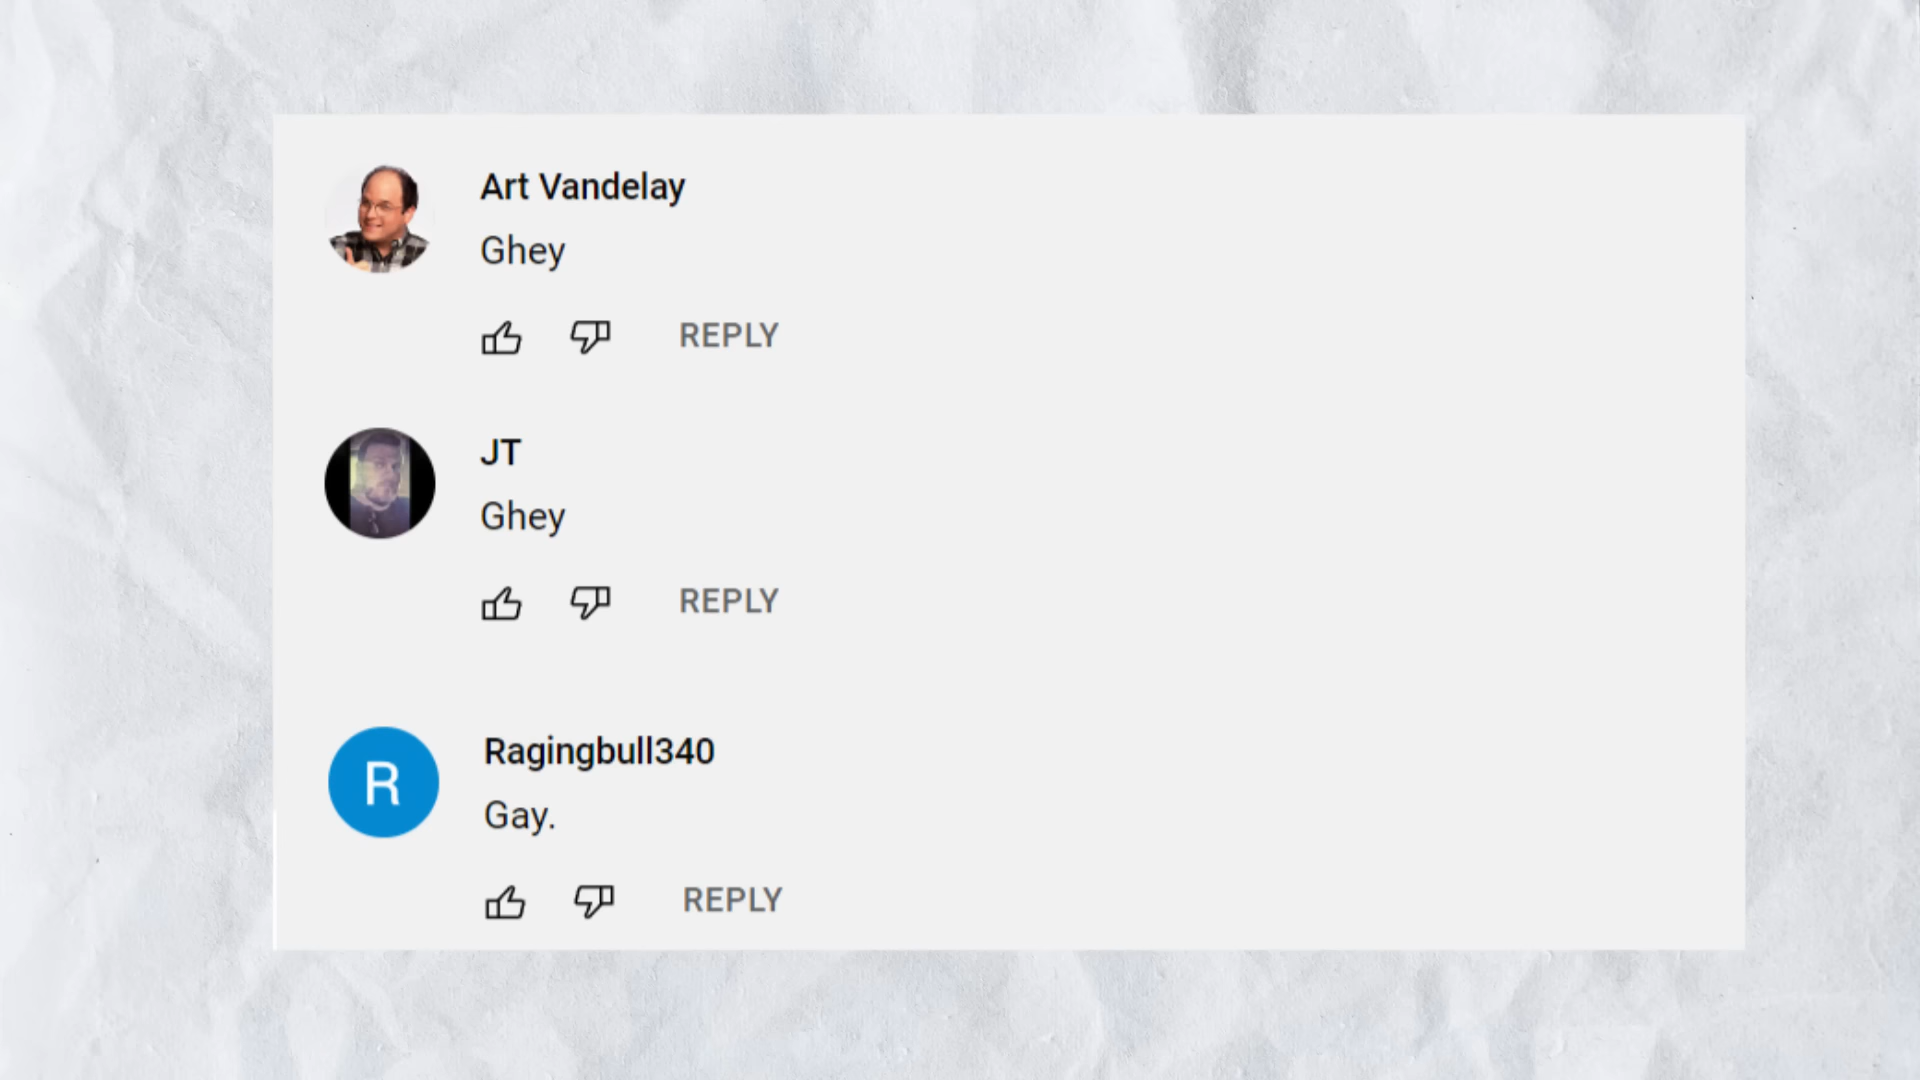 Art Vandelay
Ghey
REPLY
JT
Ghey
REPLY
R
Ragingbull340
Gay.
REPLY